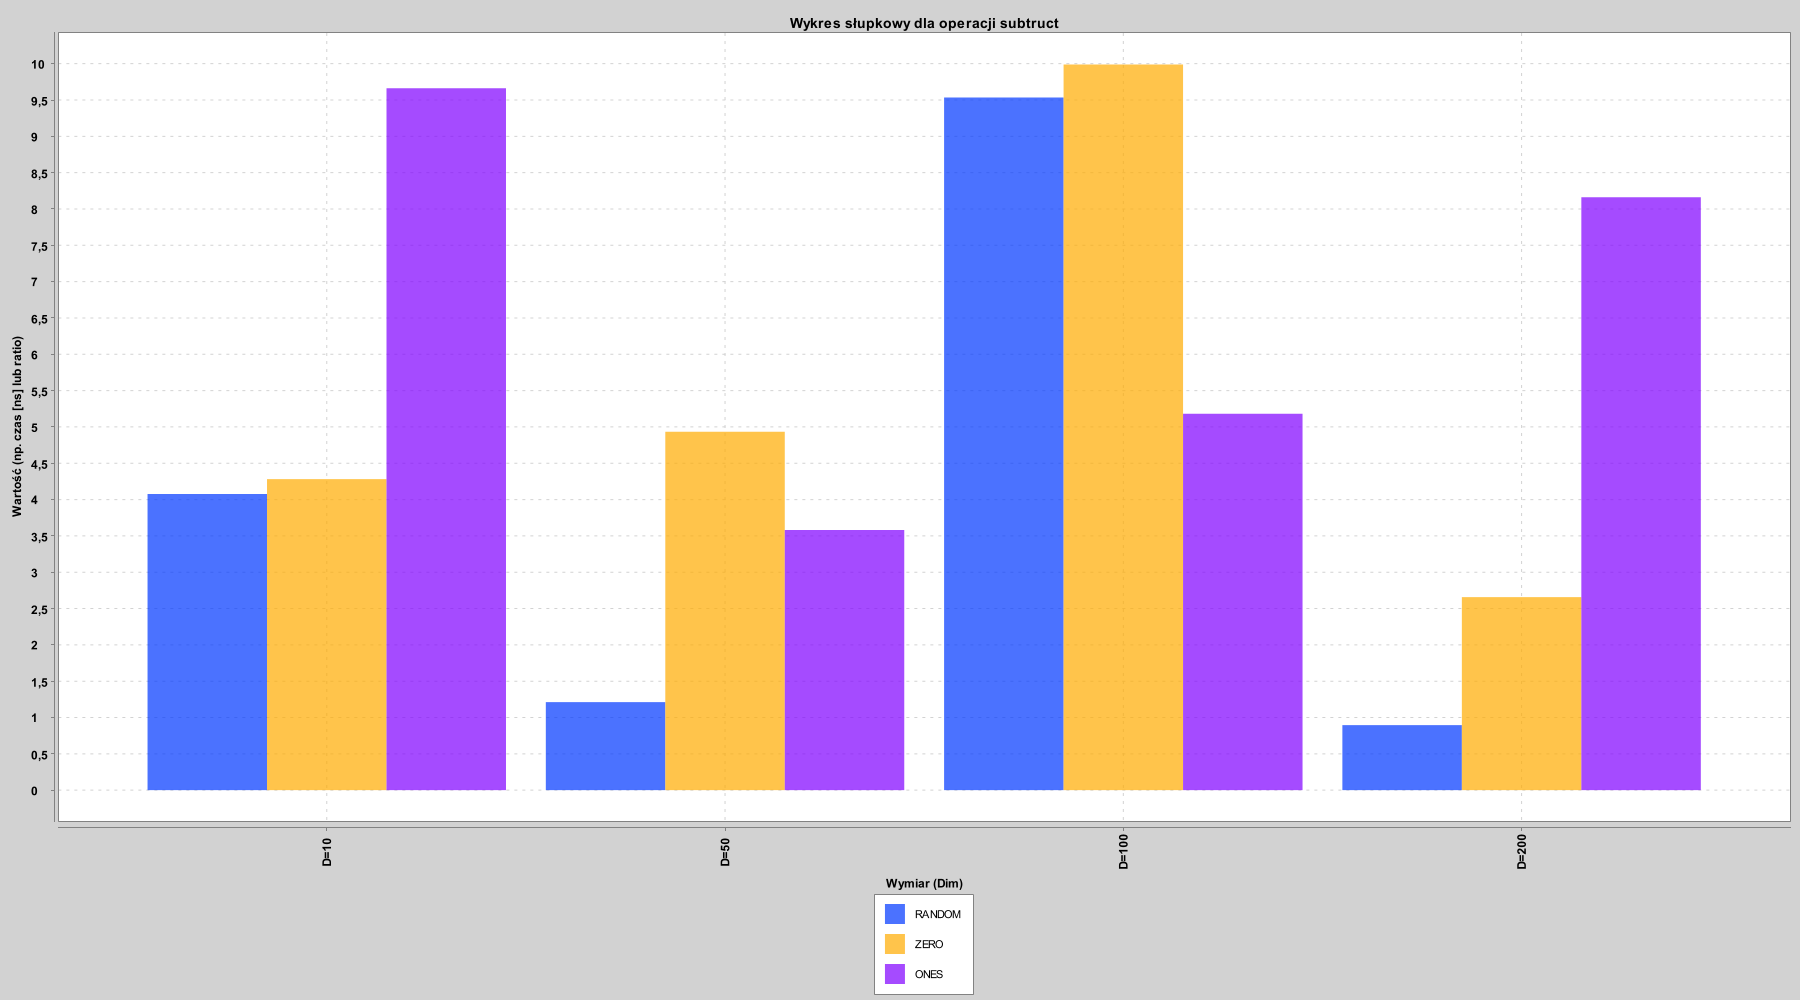 Wykres słupkowy dla operacji subtruct
Wartość (np. czas [ns] lub ratio)
10
9,5
9
8,5
8
7,5
7
6,5
6
5,5
5
4,5
4
3,5
3
2,5
2
1,5
1
0,5
0
D=10
D=50
D=100
D=200
Wymiar (Dim)
RANDOM
ZERO
ONES